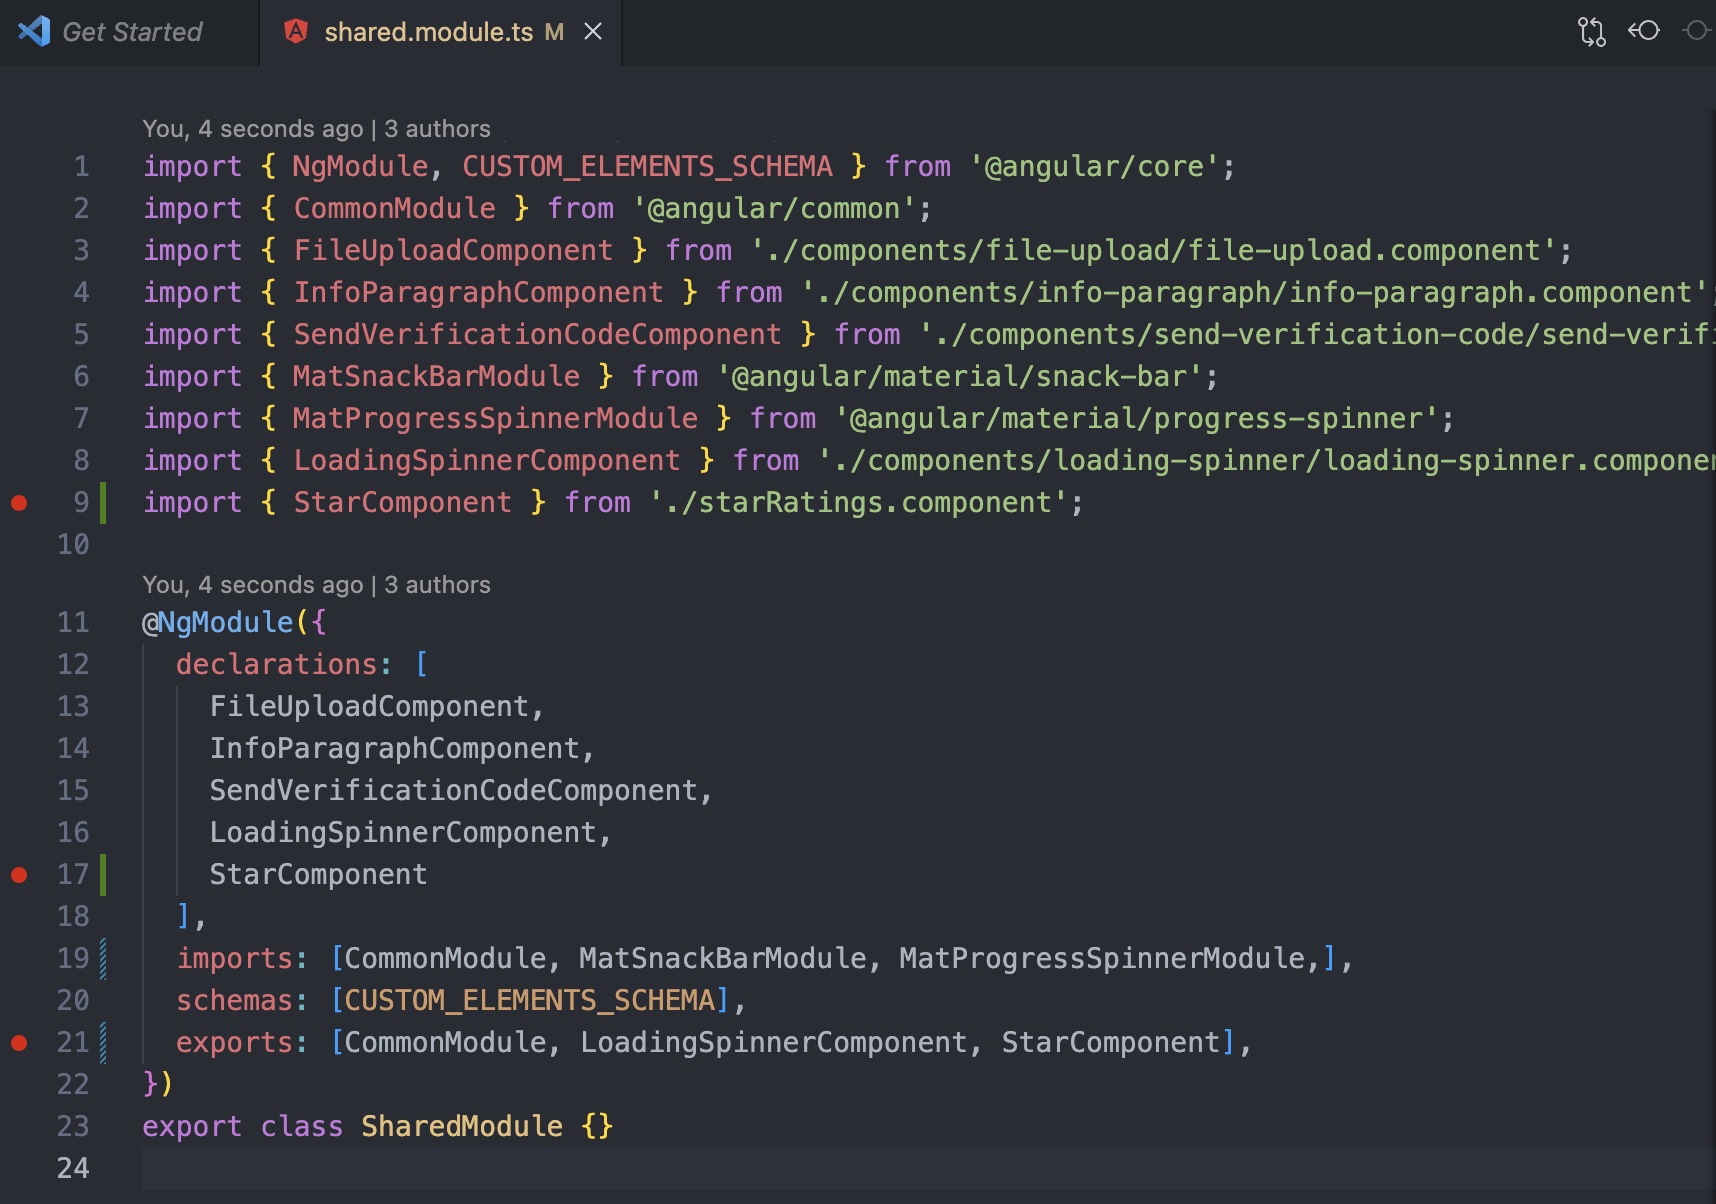 Get Started shared.module.ts M
You, 4 seconds ago | 3 authors
1 import { NgModule, CUSTOM_ELEMENTS_SCHEMA } from '@angular/core';
2 import { CommonModule } from '@angular/common';
3 import { FileUploadComponent } from './components/file-upload/file-upload.component';
4 import { InfoParagraphComponent } from './components/info-paragraph/info-paragraph.component';
5 import { SendVerificationCodeComponent } from './components/send-verification-code/send-verifi
6 import { MatSnackBarModule } from '@angular/material/snack-bar';
7 import { MatProgressSpinnerModule } from '@angular/material/progress-spinner';
8 import { LoadingSpinnerComponent } from './components/loading-spinner/loading-spinner.componen
9 import { StarComponent } from './starRatings.component';
10
You, 4 seconds ago | 3 authors
11 @NgModule({
12 declarations: [
13 FileUploadComponent,
14 InfoParagraphComponent,
15 SendVerificationCodeComponent,
16 LoadingSpinnerComponent,
17 StarComponent
18 ],
19 imports: [CommonModule, MatSnackBarModule, MatProgressSpinnerModule,],
20 schemas: [CUSTOM_ELEMENTS_SCHEMA],
21 exports: [CommonModule, LoadingSpinnerComponent, StarComponent],
22 })
23 export class SharedModule {}
24